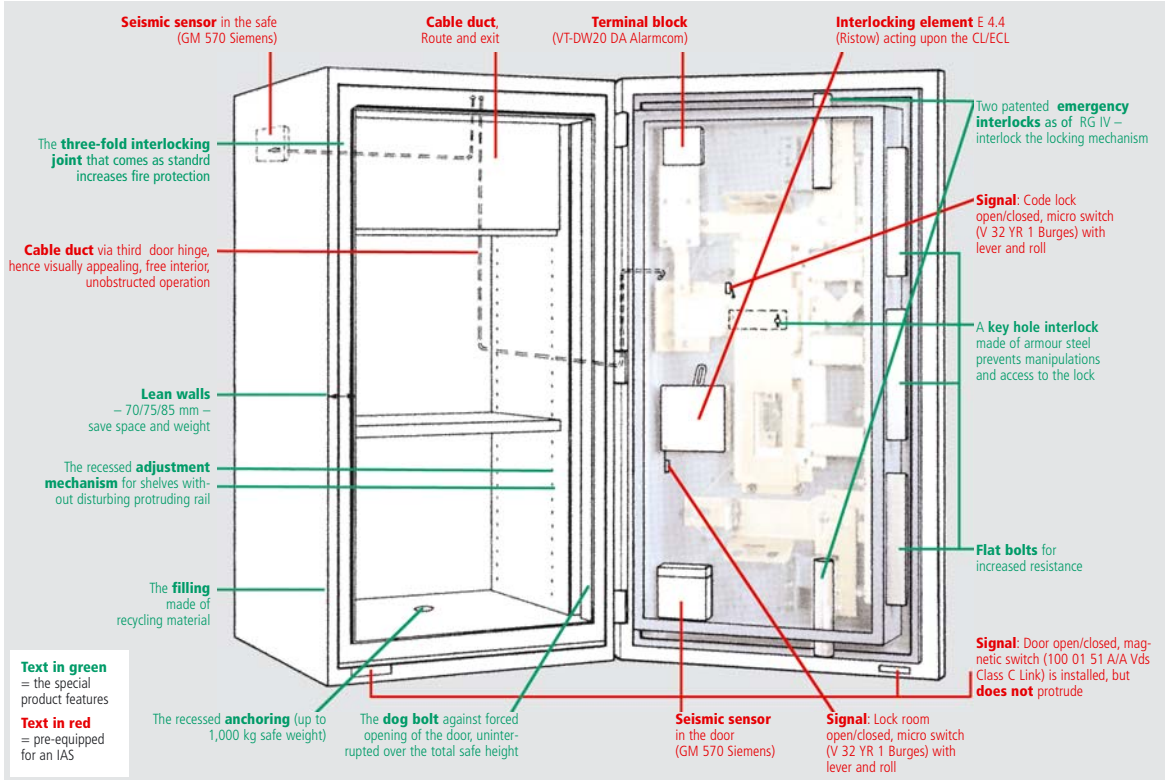 Seismic sensor in the safe
(GM 570 Siemens)
Cable duct,
Route and exit
Terminal block
(VT-DW20 DA Alarmcom)
Interlocking element E 4.4
(Ristow) acting upon the CL/ECL
The three-fold interlocking
joint that comes as standrd
increases fire protection
Two patented emergency
interlocks as of RG IV –
interlock the locking mechanism
Signal: Code lock
open/closed, micro switch
(V 32 YR 1 Burges) with
lever and roll
Cable duct via third door hinge,
hence visually appealing, free interior,
unobstructed operation
A key hole interlock
made of armour steel
prevents manipulations
and access to the lock
Lean walls
– 70/75/85 mm –
save space and weight
The recessed adjustment
mechanism for shelves with-
out disturbing protruding rail
Flat bolts for
increased resistance
The filling
made of
recycling material
Signal: Door open/closed, mag-
netic switch (100 01 51 A/A Vds
Class C Link) is installed, but
does not protrude
Text in green
= the special
product features
Text in red
= pre-equipped
for an IAS
The recessed anchoring (up to
1,000 kg safe weight)
The dog bolt against forced
opening of the door, uninter-
rupted over the total safe height
Seismic sensor
in the door
(GM 570 Siemens)
Signal: Lock room
open/closed, micro switch
(V 32 YR 1 Burges) with
lever and roll